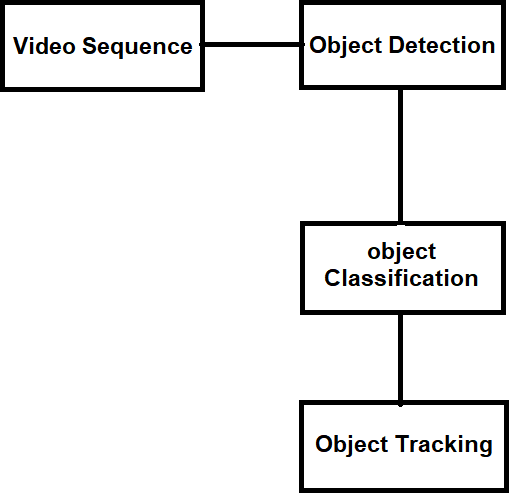 Video Sequence
Object Detection
object
Classification
Object Tracking